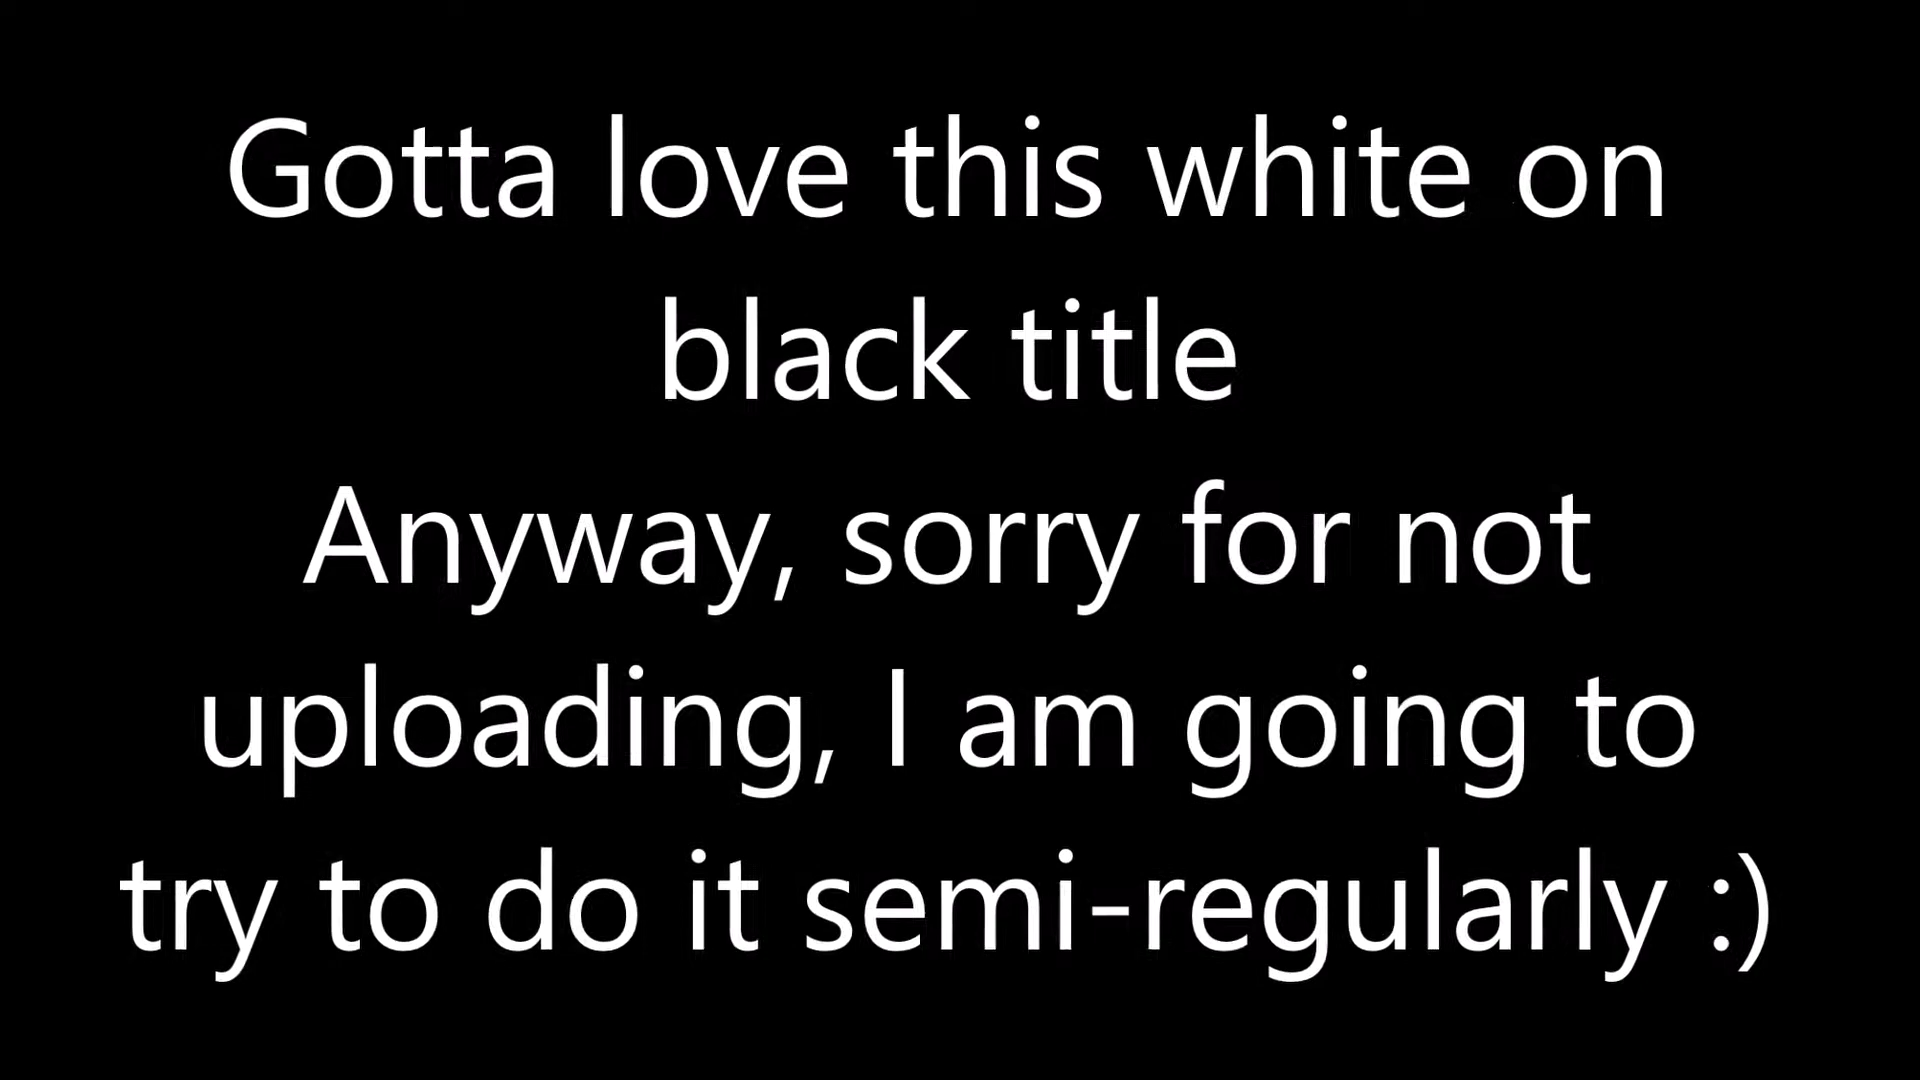 Gotta love this white on
black title
Anyway, sorry for not
uploading, I am going to
try to do it semi-regularly :)